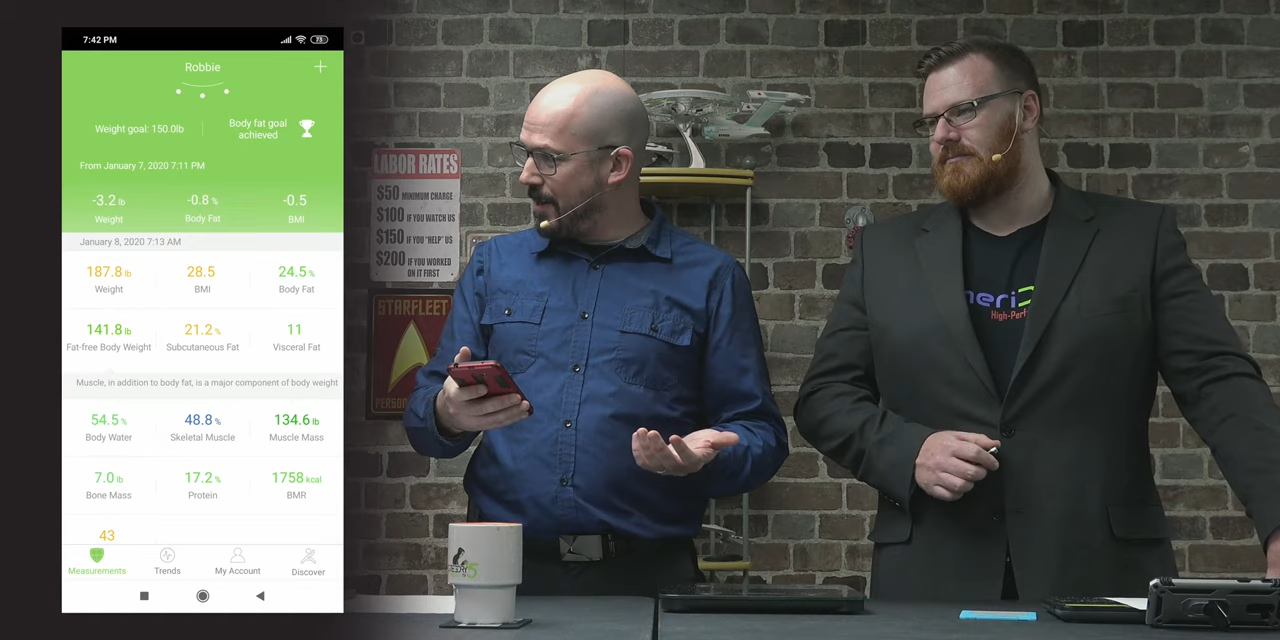 7:42 PM
73
Robbie
Weight goal: 150.0lb
Body fat goal
achieved
From January 7, 2020 7:11 PM
-3.2 lb
-0.8 %
-0.5
Weight
Body Fat
BMI
January 8, 2020 7:13 AM
187.8 lb
28.5
24.5 %
Weight
BMI
Body Fat
141.8 lb
21.2 %
11
Fat-free Body Weight
Subcutaneous Fat
Visceral Fat
Muscle, in addition to body fat, is a major component of body weight
54.5 %
48.8 %
134.6 lb
Body Water
Skeletal Muscle
Muscle Mass
7.0 lb
17.2 %
1758 kcal
Bone Mass
Protein
BMR
43
Measurements
Trends
My Account
Discover
LABOR RATES
$50 MINIMUM CHARGE
$100 IF YOU WATCH US
$150 IF YOU "HELP" US
$200 IF YOU WORKED
ON IT FIRST
STARFLEET
PERSON
neri
High-Perf